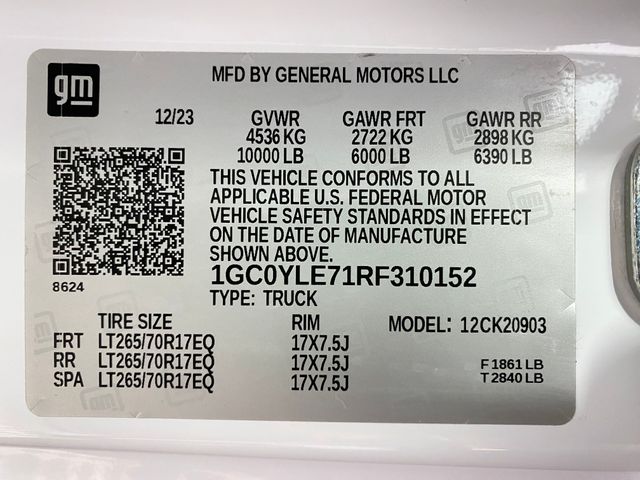 gm
MFD BY GENERAL MOTORS LLC
12/23 GVWR GAWR FRT GAWR RR
4536 KG 2722 KG 2898 KG
10000 LB 6000 LB 6390 LB
THIS VEHICLE CONFORMS TO ALL
APPLICABLE U.S. FEDERAL MOTOR
VEHICLE SAFETY STANDARDS IN EFFECT
ON THE DATE OF MANUFACTURE
SHOWN ABOVE.
8624
1GC0YLE71RF310152
TYPE: TRUCK
TIRE SIZE RIM MODEL: 12CK20903
FRT LT265/70R17EQ 17X7.5J
RR LT265/70R17EQ 17X7.5J F 1861 LB
SPA LT265/70R17EQ 17X7.5J T 2840 LB